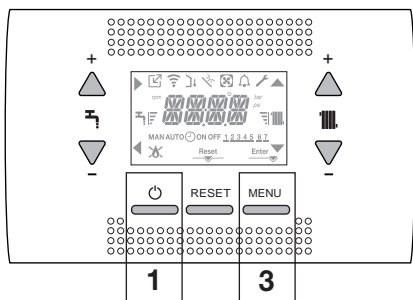 + +
rpm bar
psi
MAN AUTO ON OFF 1 2 3 4 5 6 7
Reset Enter
- -
RESET MENU
1 3